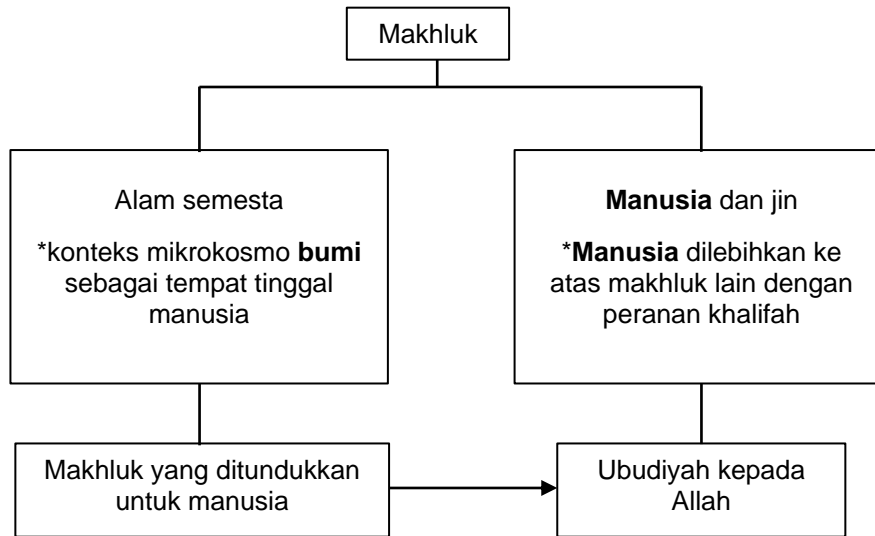 Makhluk
Alam semesta
*konteks mikrokosmo bumi
sebagai tempat tinggal
manusia
Manusia dan jin
*Manusia dilebihkan ke
atas makhluk lain dengan
peranan khalifah
Makhluk yang ditundukkan
untuk manusia
Ubudiyah kepada
Allah